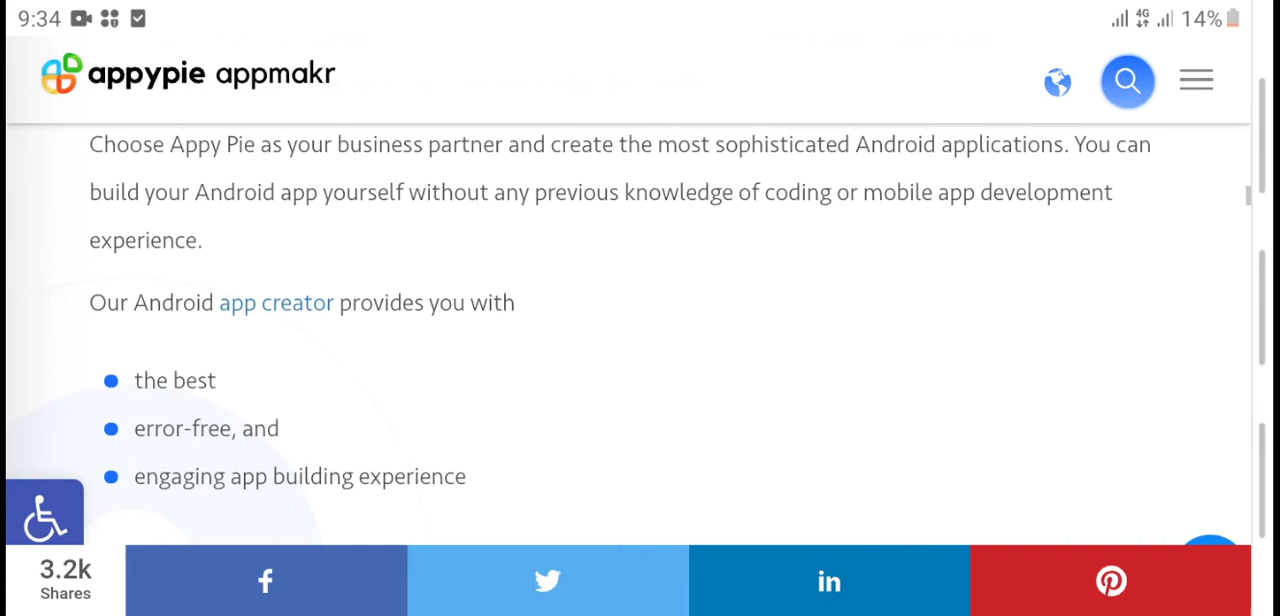 9:34
4G
14%
appypie appmakr
Choose Appy Pie as your business partner and create the most sophisticated Android applications. You can
build your Android app yourself without any previous knowledge of coding or mobile app development
experience.
Our Android app creator provides you with
the best
error-free, and
engaging app building experience
3.2k
Shares